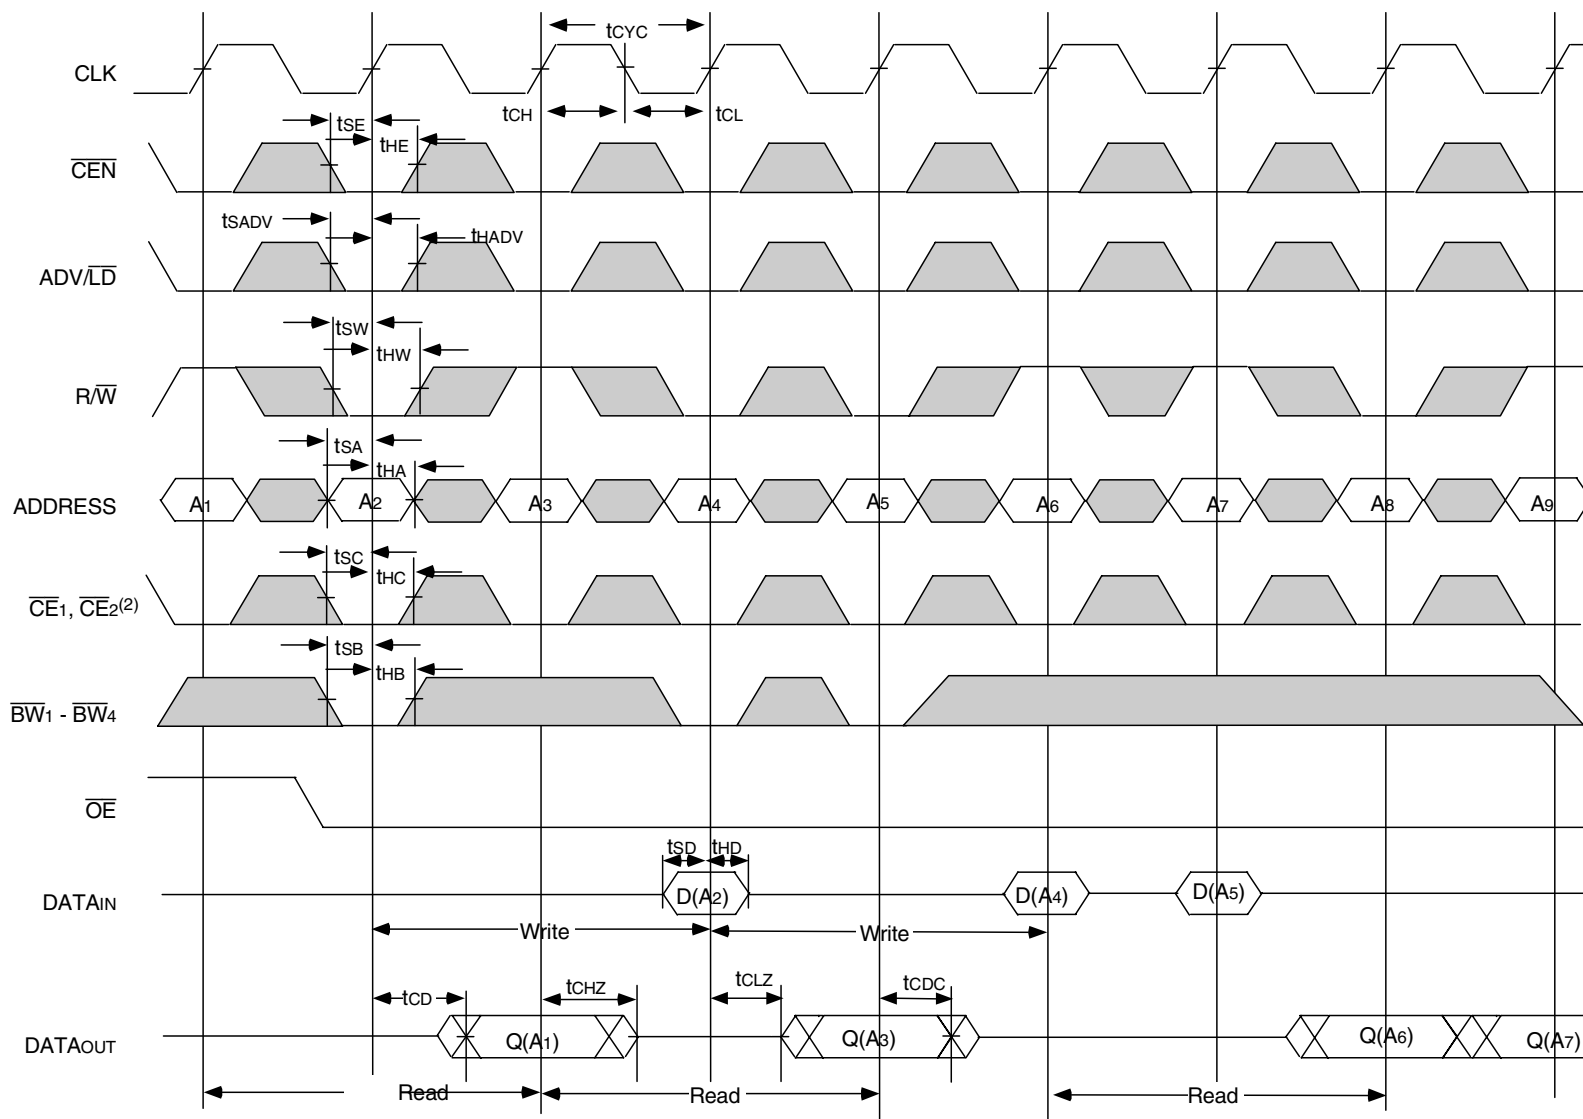 tCYC
CLK
tCH tCL
tSE
tHE
CEN
tSADV
tHADV
ADV/LD
tSW
tHW
R/W
tSA
tHA
ADDRESS A1 A2 A3 A4 A5 A6 A7 A8 A9
tSC
tHC
CE1, CE2(2)
tSB
tHB
BW1 - BW4
OE
tSD tHD
DATAIN D(A2) D(A4) D(A5)
Write Write
tCD tCHZ tCLZ tCDC
DATAOUT Q(A1) Q(A3) Q(A6) Q(A7)
Read Read Read